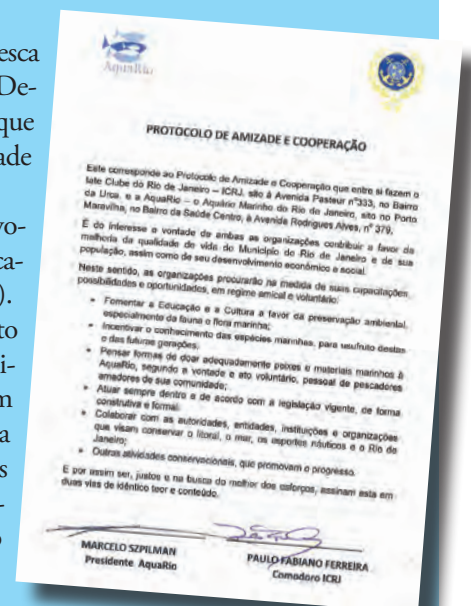 esca
De-
que
ade
vo-
ca-
).
to
i-
m
a
s
-
o
AquaRio
PROTOCOLO DE AMIZADE E COOPERAÇÃO
Este corresponde ao Protocolo de Amizade e Cooperação que entre si fazem o
Iate Clube do Rio de Janeiro – ICRJ, sito à Avenida Pasteur n°333, no Bairro
da Urca, e a AquaRio – o Aquário Marinho do Rio de Janeiro, sito no Porto
Maravilha, no Bairro da Saúde Centro, à Avenida Rodrigues Alves, nº 379.
É do interesse e vontade de ambas as organizações contribuir a favor da
melhoria da qualidade de vida do Município do Rio de Janeiro e de sua
população, assim como de seu desenvolvimento econômico e social.
Neste sentido, as organizações procurarão na medida de suas capacitações,
possibilidades e oportunidades, em regime amical e voluntário:
• Fomentar a Educação e a Cultura a favor da preservação ambiental,
especialmente da fauna e flora marinha;
• Incentivar o conhecimento das espécies marinhas, para usufruto destas
e das futuras gerações;
• Pensar formas de doar adequadamente peixes e materiais marinhos à
AquaRio, segundo a vontade e ato voluntário, pessoal de pescadores
amadores de sua comunidade;
• Atuar sempre dentro e de acordo com a legislação vigente, de forma
construtiva e formal.
• Colaborar com as autoridades, entidades, instituições e organizações
que visam conservar o litoral, o mar, os esportes náuticos e o Rio de
Janeiro;
• Outras atividades conservacionais, que promovam o progresso.
E por assim ser, justos e na busca do melhor dos esforços, assinam esta em
duas vias de idêntico teor e conteúdo.
MARCELO SZPILMAN
Presidente AquaRio
PAULO FABIANO FERREIRA
Comodoro ICRJ